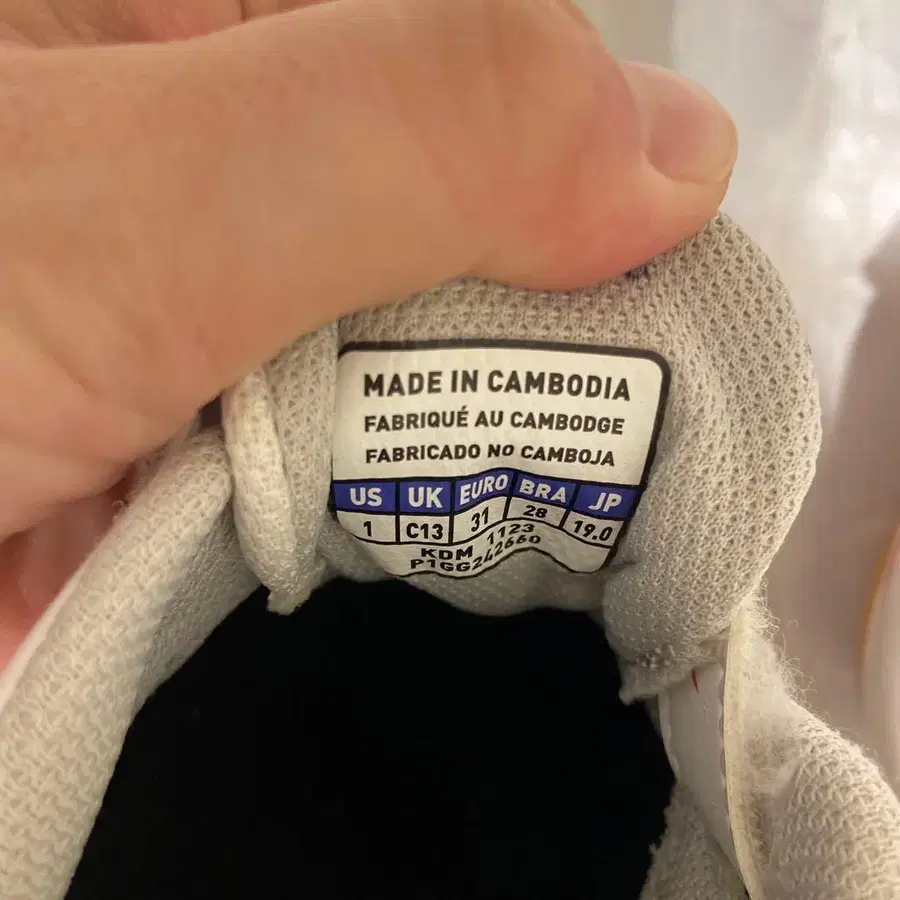 MADE IN CAMBODIA
FABRIQUÉ AU CAMBODGE
FABRICADO NO CAMBOJA
US UK EURO BRA JP
1 C13 31 28 19.0
KDM 1123
P1GG242660